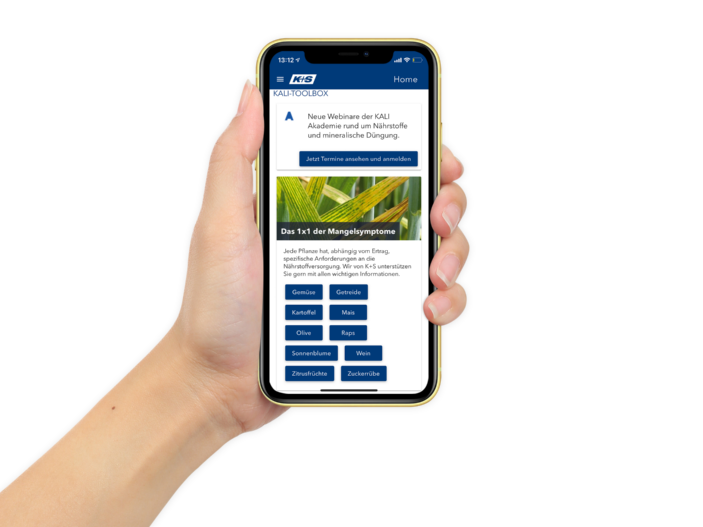 13:12
K+S
Home
KALI-TOOLBOX
Neue Webinare der KALI
Akademie rund um Nährstoffe
und mineralische Düngung.
Jetzt Termine ansehen und anmelden
Das 1x1 der Mangelsymptome
Jede Pflanze hat, abhängig vom Ertrag,
spezifische Anforderungen an die
Nährstoffversorgung. Wir von K+S unterstützen
Sie gern mit allen wichtigen Informationen.
Gemüse Getreide
Kartoffel Mais
Olive Raps
Sonnenblume Wein
Zitrusfrüchte Zuckerrübe